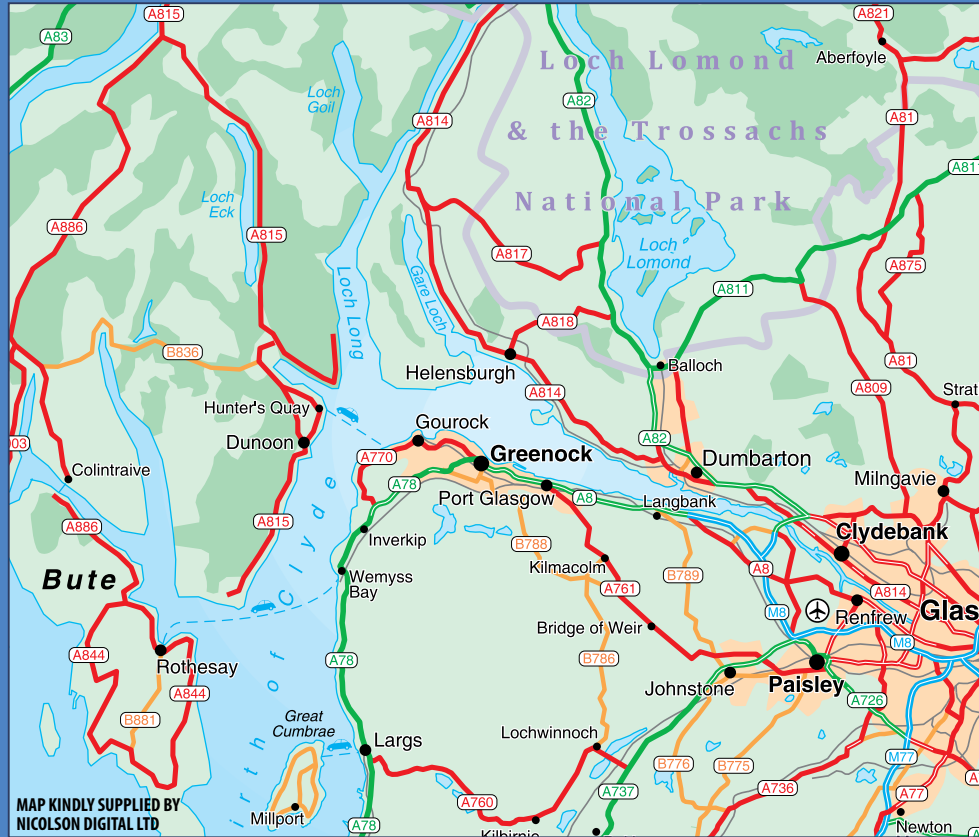 A815
A83
A821
Aberfoyle
Loch Lomond
& the Trossachs
National Park
Loch
Goil
A82
A814
A81
A811
Loch
Eck
A886
A815
A817
Loch
Lomond
A875
Gare Loch
Loch Long
A811
A818
B836
Helensburgh
Balloch
A81
A809
A814
Strat
Hunter's Quay
Gourock
Dunoon
A82
A770
Greenock
Dumbarton
Colintraive
A78
Port Glasgow
A8
Langbank
Milngavie
A886
A815
Inverkip
B788
Clydebank
Bute
Wemyss
Bay
Kilmacolm
A761
B789
A8
A814
M8
Renfrew
Glas
Bridge of Weir
M8
A844
Rothesay
A78
B786
A844
Johnstone
Paisley
A726
B881
Great
Cumbrae
Largs
Lochwinnoch
B776
B775
M77
A760
A737
A736
A77
Millport
A78
Kilbirnie
Newton
irth of Clyde
MAP KINDLY SUPPLIED BY
NICOLSON DIGITAL LTD